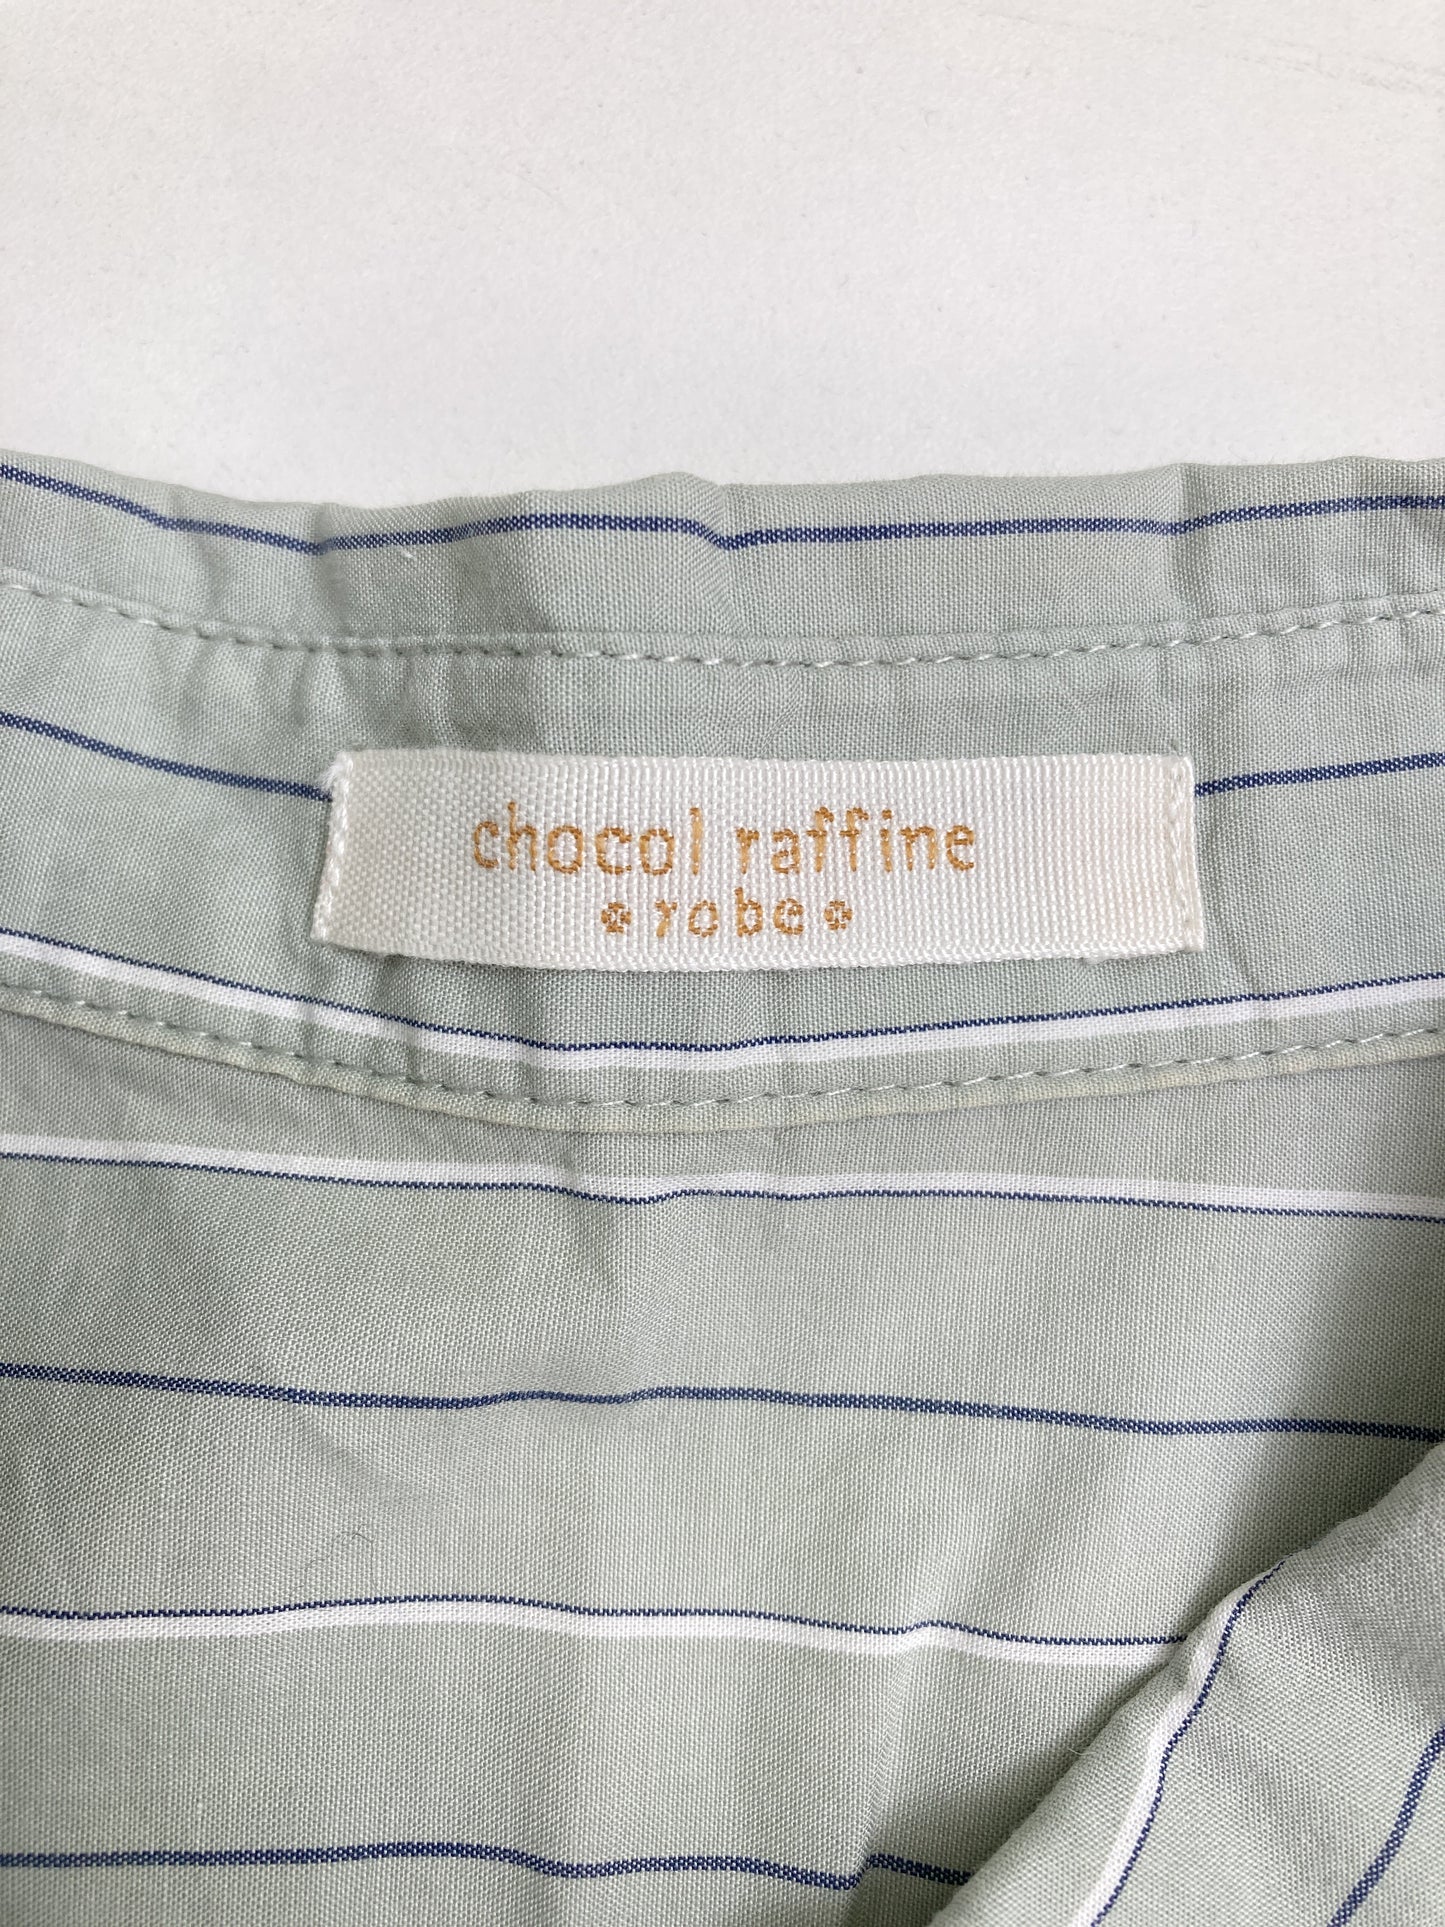 chocol raffine
robe